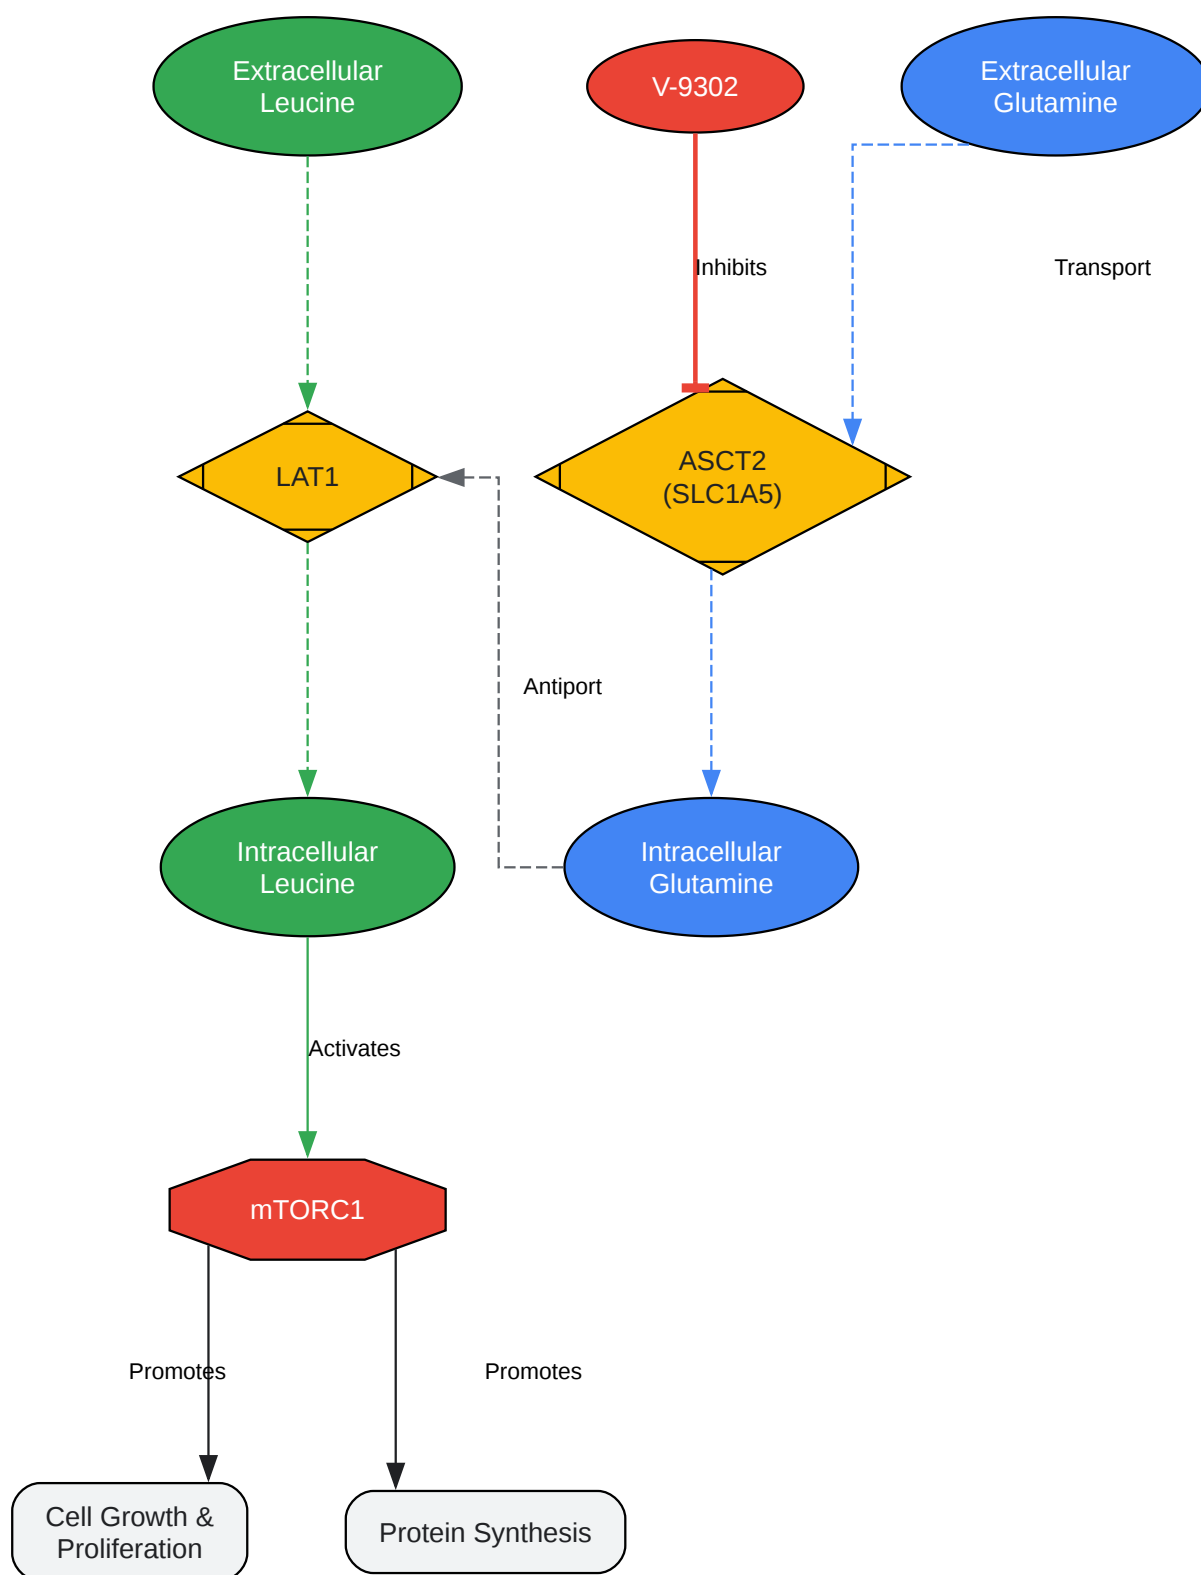 Extracellular
Leucine
V-9302
Extracellular
Glutamine
Inhibits
Transport
LAT1
ASCT2
(SLC1A5)
Antiport
Intracellular
Leucine
Intracellular
Glutamine
Activates
mTORC1
Promotes
Promotes
Cell Growth &
Proliferation
Protein Synthesis